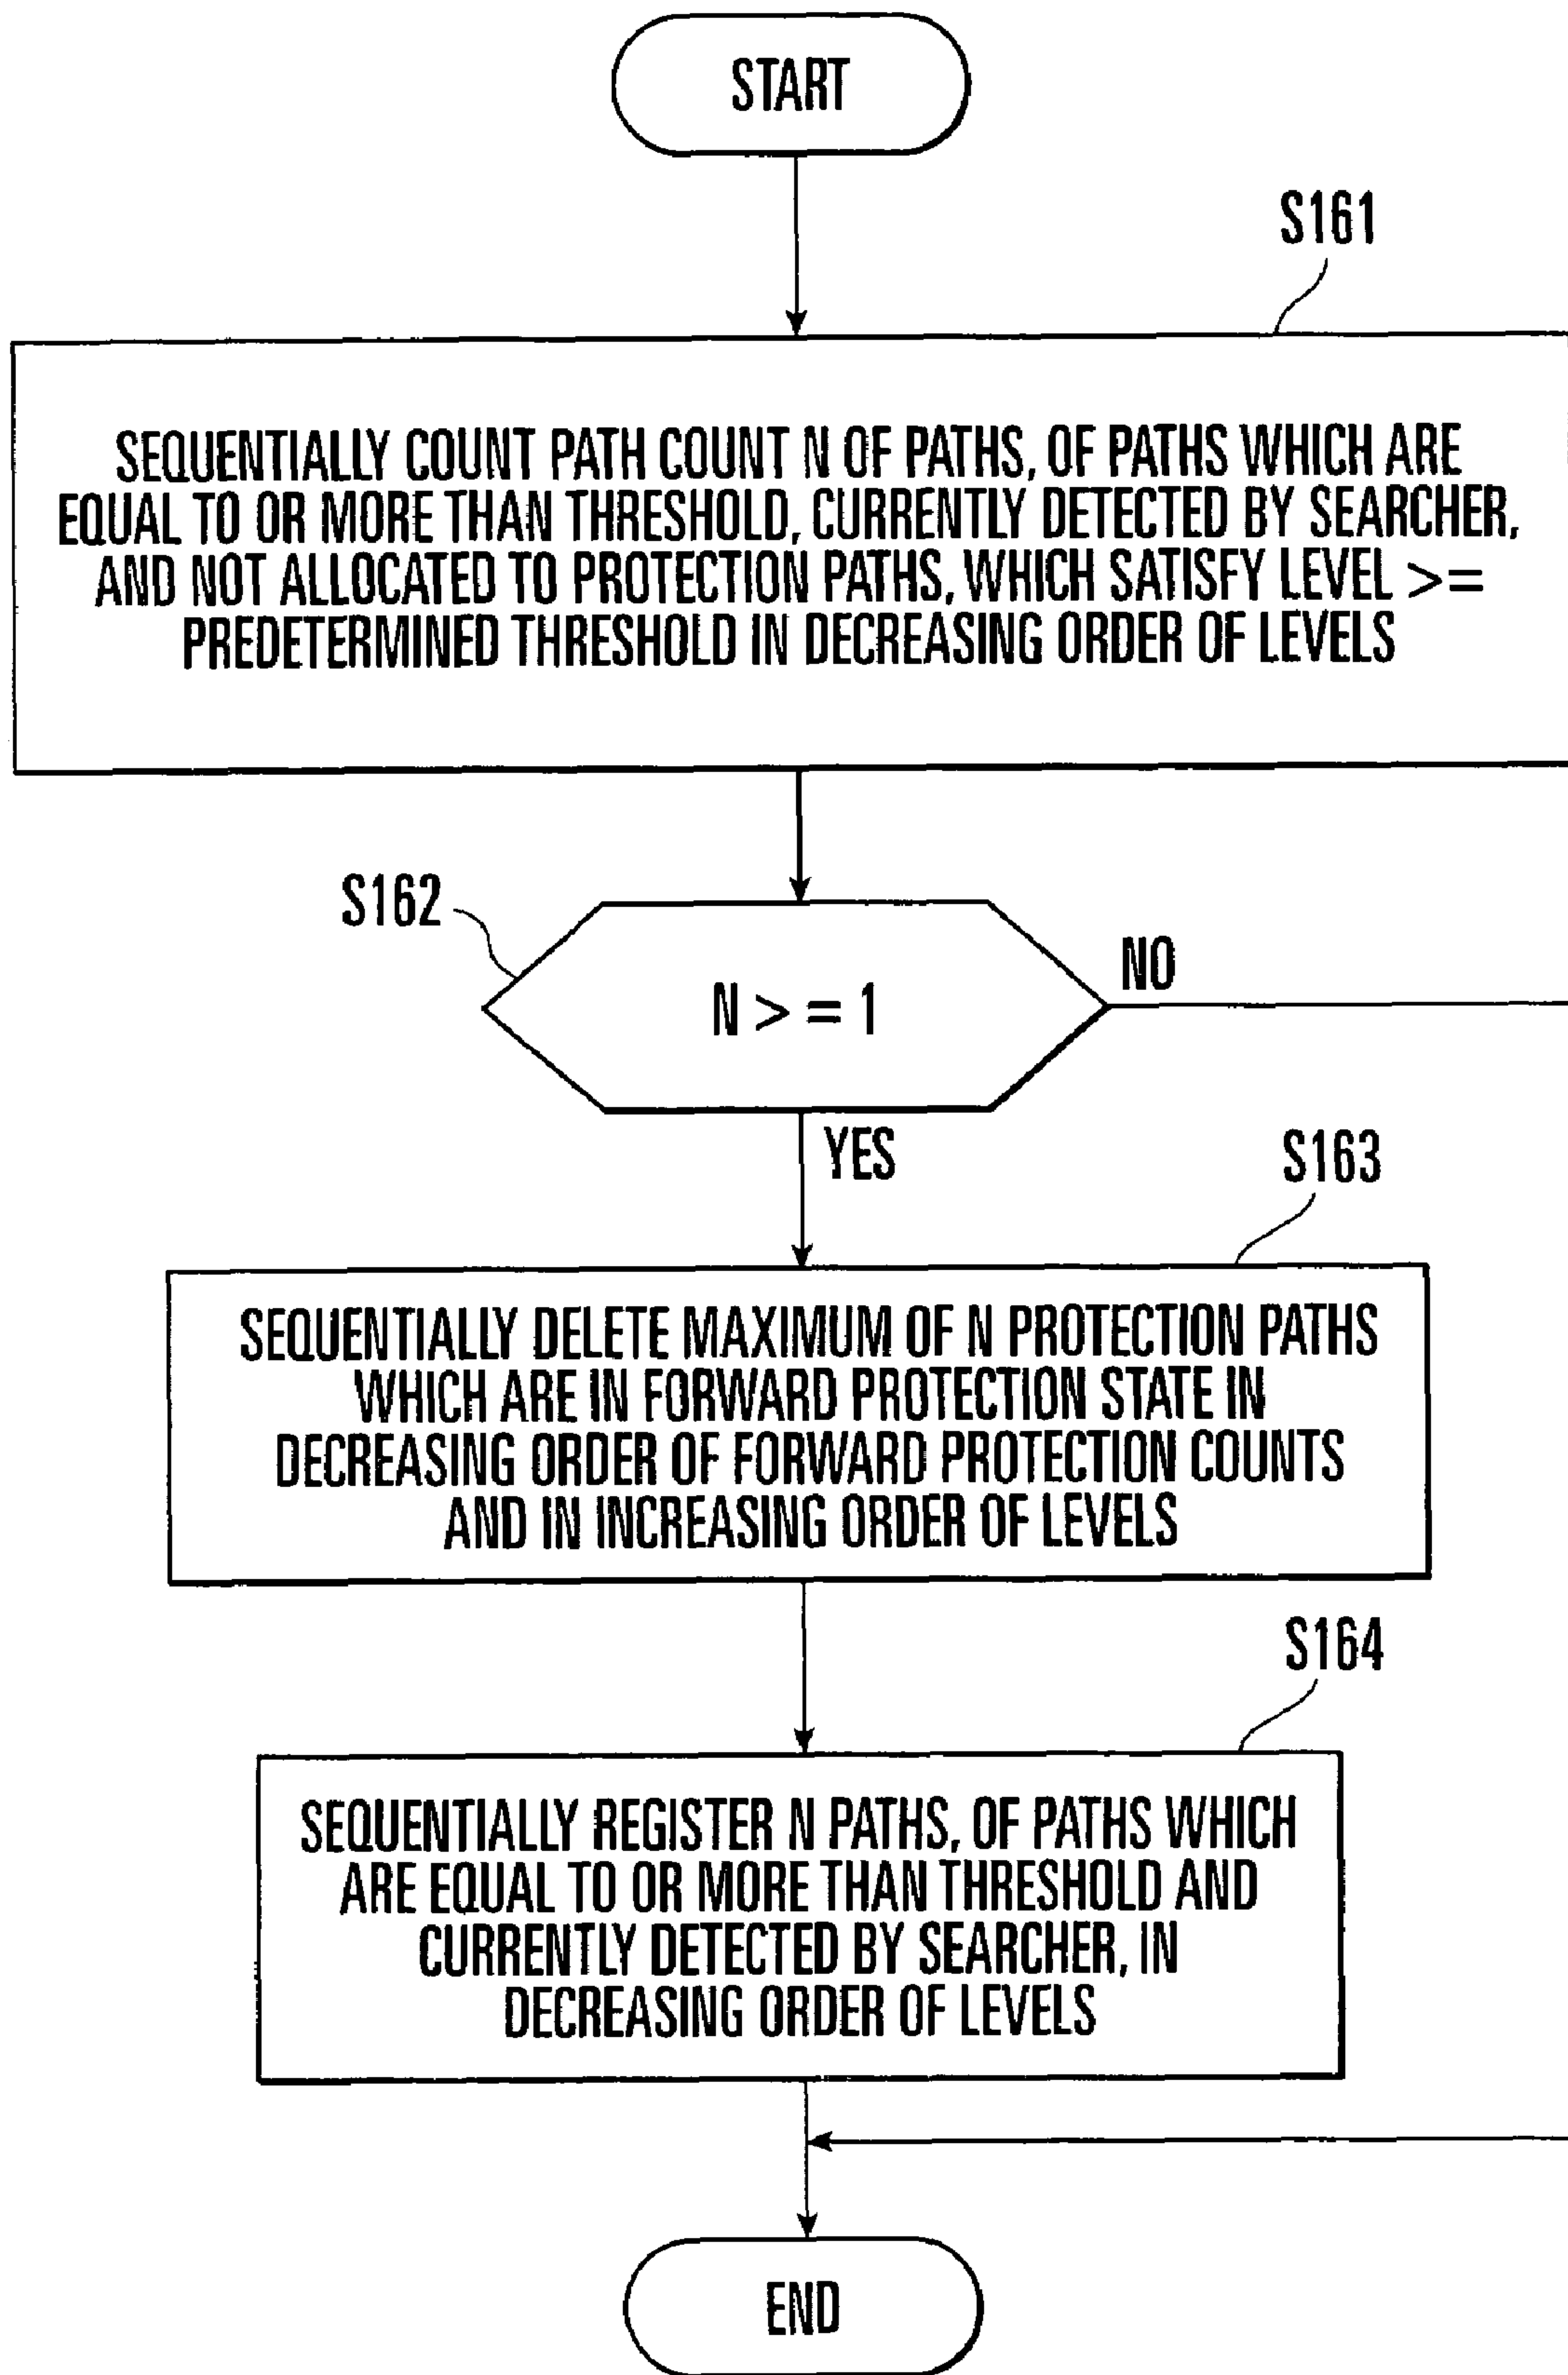 START
S161
SEQUENTIALLY COUNT PATH COUNT N OF PATHS, OF PATHS WHICH ARE
EQUAL TO OR MORE THAN THRESHOLD, CURRENTLY DETECTED BY SEARCHER,
AND NOT ALLOCATED TO PROTECTION PATHS, WHICH SATISFY LEVEL >=
PREDETERMINED THRESHOLD IN DECREASING ORDER OF LEVELS
S162
N > = 1
NO
YES
S163
SEQUENTIALLY DELETE MAXIMUM OF N PROTECTION PATHS
WHICH ARE IN FORWARD PROTECTION STATE IN
DECREASING ORDER OF FORWARD PROTECTION COUNTS
AND IN INCREASING ORDER OF LEVELS
S164
SEQUENTIALLY REGISTER N PATHS, OF PATHS WHICH
ARE EQUAL TO OR MORE THAN THRESHOLD AND
CURRENTLY DETECTED BY SEARCHER, IN
DECREASING ORDER OF LEVELS
END